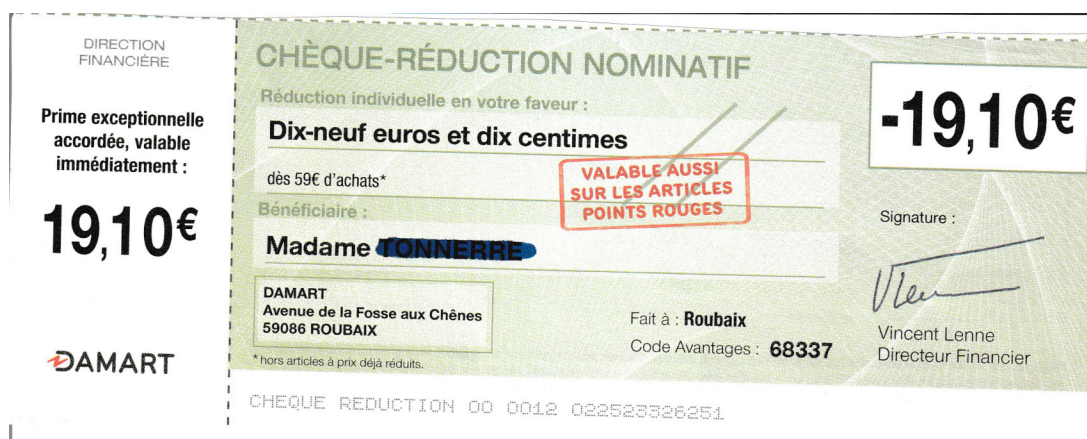 DIRECTION
FINANCIÈRE
Prime exceptionnelle
accordée, valable
immédiatement :
19,10€
DAMART
CHÈQUE-RÉDUCTION NOMINATIF
Réduction individuelle en votre faveur :
Dix-neuf euros et dix centimes
dès 59€ d'achats*
VALABLE AUSSI
SUR LES ARTICLES
POINTS ROUGES
Bénéficiaire :
Madame
DAMART
Avenue de la Fosse aux Chênes
59086 ROUBAIX
* hors articles à prix déjà réduits.
Fait à : Roubaix
Code Avantages : 68337
-19,10€
Signature :
Vincent Lenne
Directeur Financier
CHEQUE REDUCTION 00 0012 022523326251